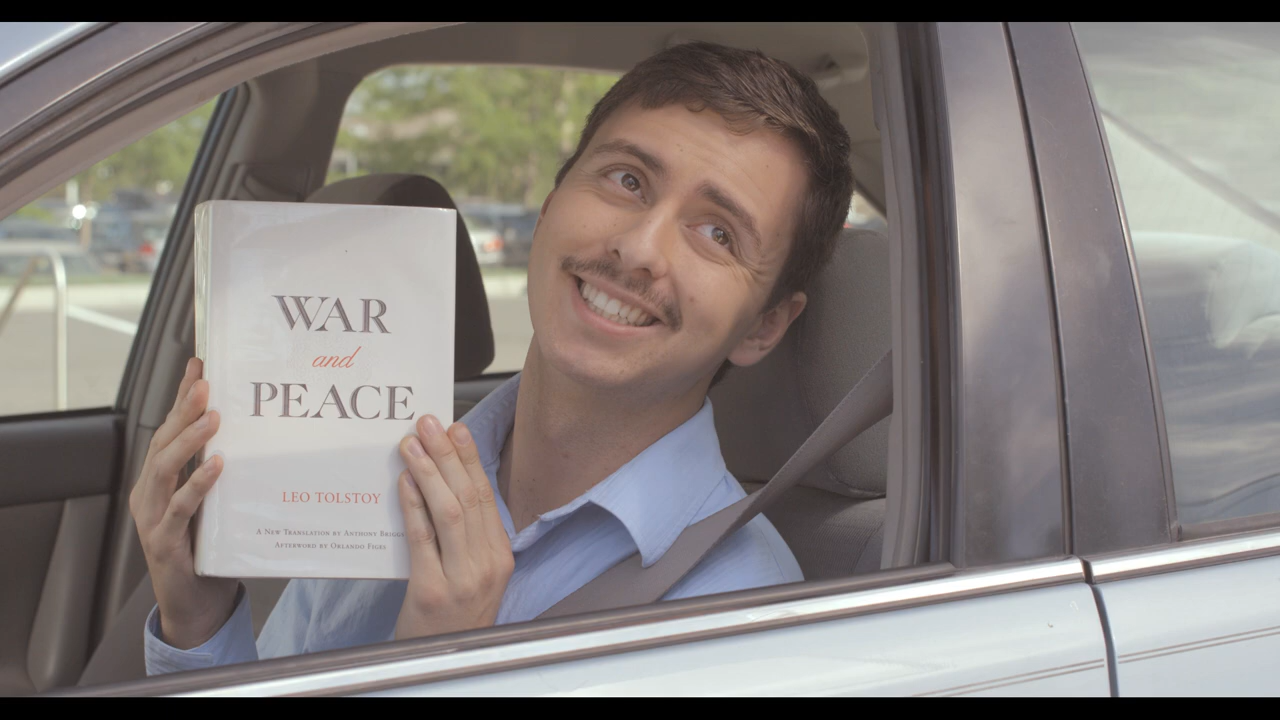 WAR
and
PEACE
LEO TOLSTOY
A New Translation by Anthony Briggs
Afterword by Orlando Figes